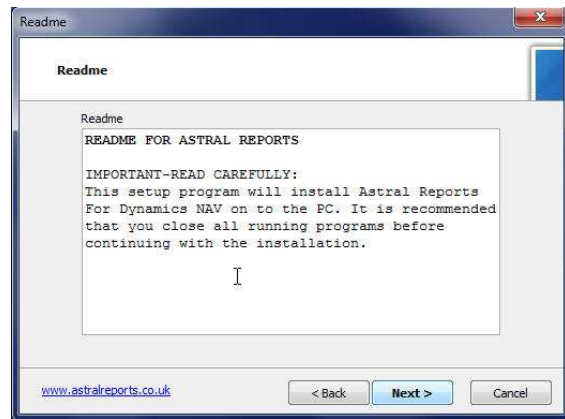 Readme
Readme
Readme
README FOR ASTRAL REPORTS
IMPORTANT-READ CAREFULLY:
This setup program will install Astral Reports
For Dynamics NAV on to the PC. It is recommended
that you close all running programs before
continuing with the installation.
www.astralreports.co.uk
< Back Next > Cancel